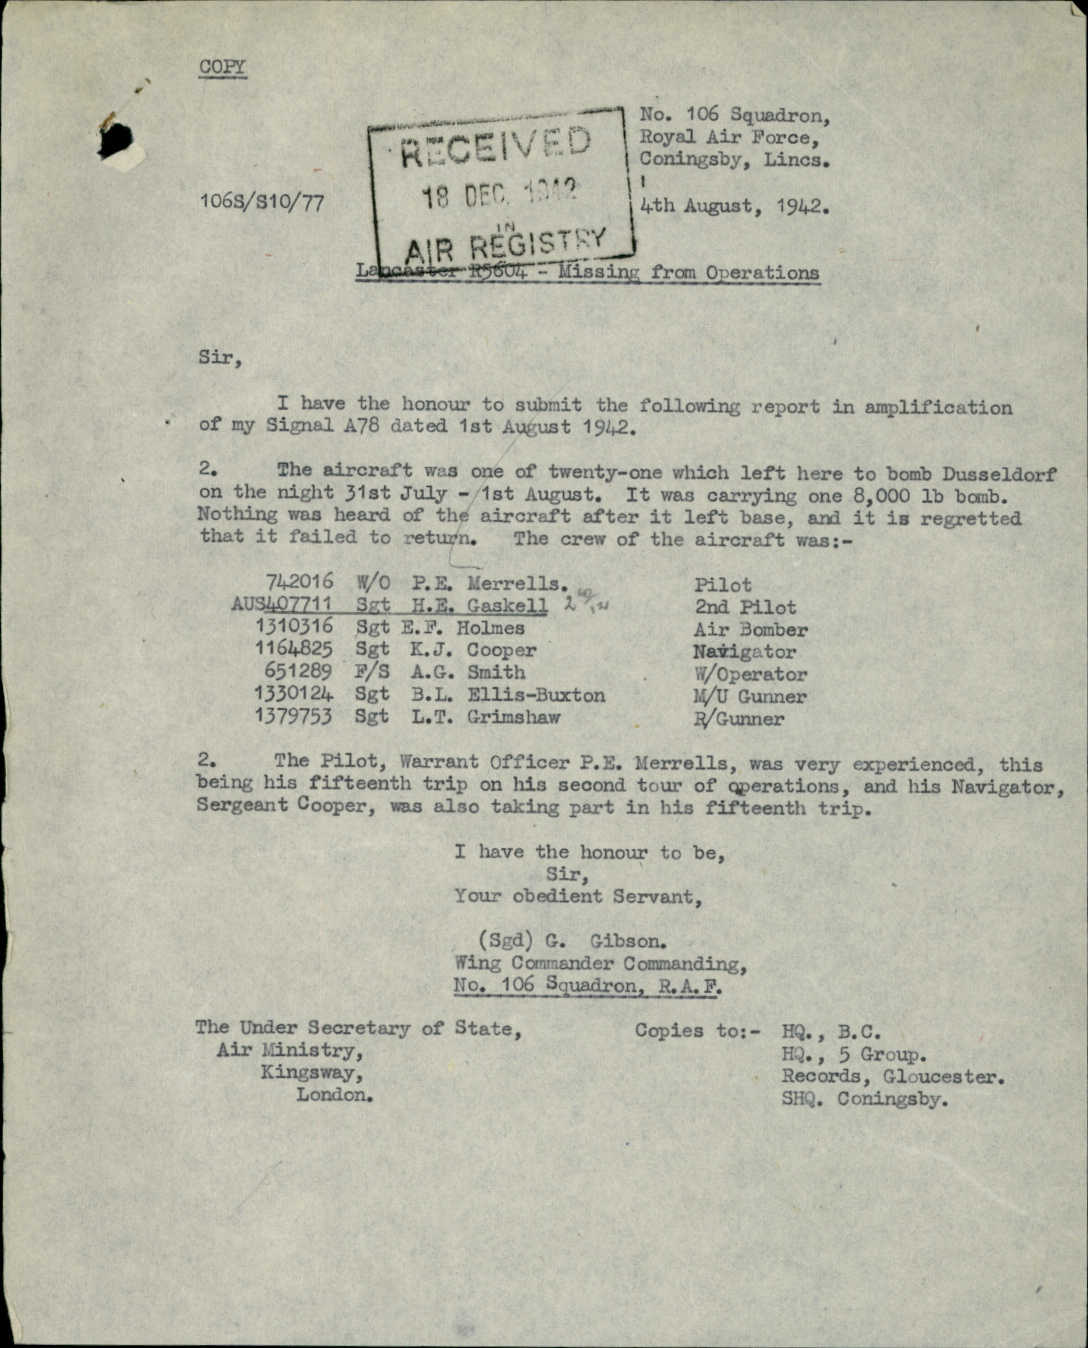 COPY
No. 106 Squadron,
Royal Air Force,
Coningsby, Lincs.
RECEIVED
18 DEC. 1942
IN
AIR REGISTRY
106S/S10/77
4th August, 1942.
Lancaster R5604 - Missing from Operations
Sir,
I have the honour to submit the following report in amplification
of my Signal A78 dated 1st August 1942.
2. The aircraft was one of twenty-one which left here to bomb Dusseldorf
on the night 31st July - 1st August. It was carrying one 8,000 lb bomb.
Nothing was heard of the aircraft after it left base, and it is regretted
that it failed to return. The crew of the aircraft was:-
742016 W/O P.E. Merrells. Pilot
AUS407711 Sgt H.E. Gaskell 2nd Pilot
1310316 Sgt E.F. Holmes Air Bomber
1164825 Sgt K.J. Cooper Navigator
651289 F/S A.G. Smith W/Operator
1330124 Sgt B.L. Ellis-Buxton M/U Gunner
1379753 Sgt L.T. Grimshaw R/Gunner
2. The Pilot, Warrant Officer P.E. Merrells, was very experienced, this
being his fifteenth trip on his second tour of operations, and his Navigator,
Sergeant Cooper, was also taking part in his fifteenth trip.
I have the honour to be,
Sir,
Your obedient Servant,
(Sgd) G. Gibson.
Wing Commander Commanding,
No. 106 Squadron, R.A.F.
The Under Secretary of State,
Air Ministry,
Kingsway,
London.
Copies to:- HQ., B.C.
HQ., 5 Group.
Records, Gloucester.
SHQ. Coningsby.